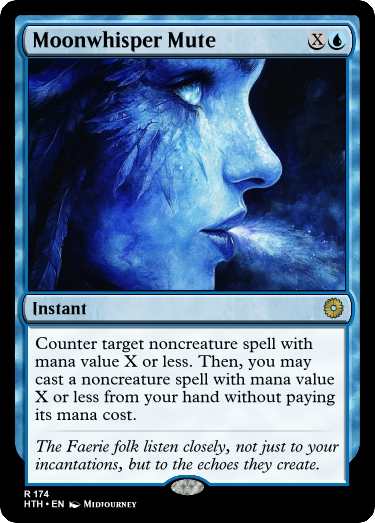 Moonwhisper Mute X
Instant
Counter target noncreature spell with
mana value X or less. Then, you may
cast a noncreature spell with mana value
X or less from your hand without paying
its mana cost.
The Faerie folk listen closely, not just to your
incantations, but to the echoes they create.
R 174
HTH • EN Midjourney